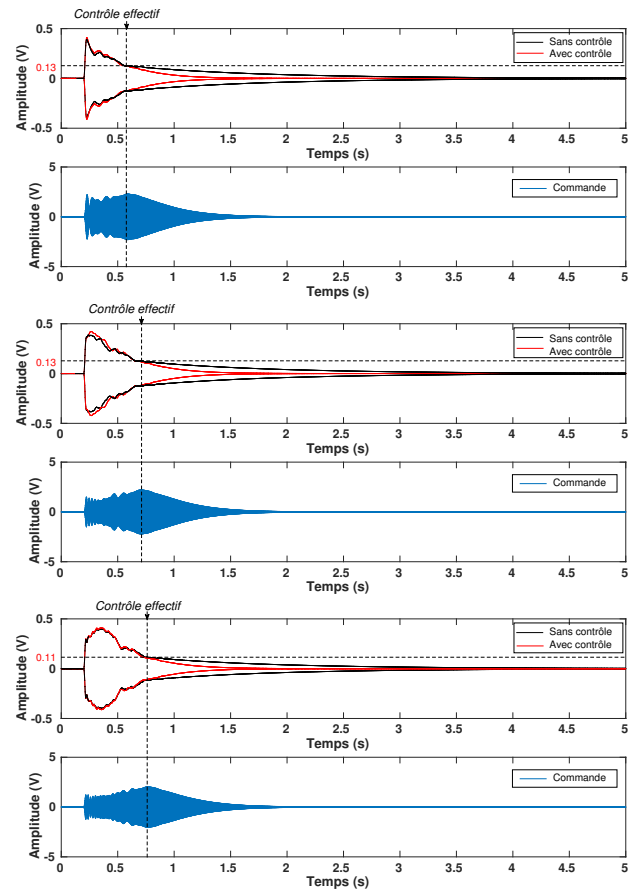 Contrôle effectif
0.5
0.13
0
-0.5
Amplitude (V)
Sans contrôle
Avec contrôle
0 0.5 1 1.5 2 2.5 3 3.5 4 4.5 5
Temps (s)
5
0
-5
Amplitude (V)
Commande
0 0.5 1 1.5 2 2.5 3 3.5 4 4.5 5
Temps (s)
Contrôle effectif
0.5
0.13
0
-0.5
Amplitude (V)
Sans contrôle
Avec contrôle
0 0.5 1 1.5 2 2.5 3 3.5 4 4.5 5
Temps (s)
5
0
-5
Amplitude (V)
Commande
0 0.5 1 1.5 2 2.5 3 3.5 4 4.5 5
Temps (s)
Contrôle effectif
0.5
0.11
0
-0.5
Amplitude (V)
Sans contrôle
Avec contrôle
0 0.5 1 1.5 2 2.5 3 3.5 4 4.5 5
Temps (s)
5
0
-5
Amplitude (V)
Commande
0 0.5 1 1.5 2 2.5 3 3.5 4 4.5 5
Temps (s)